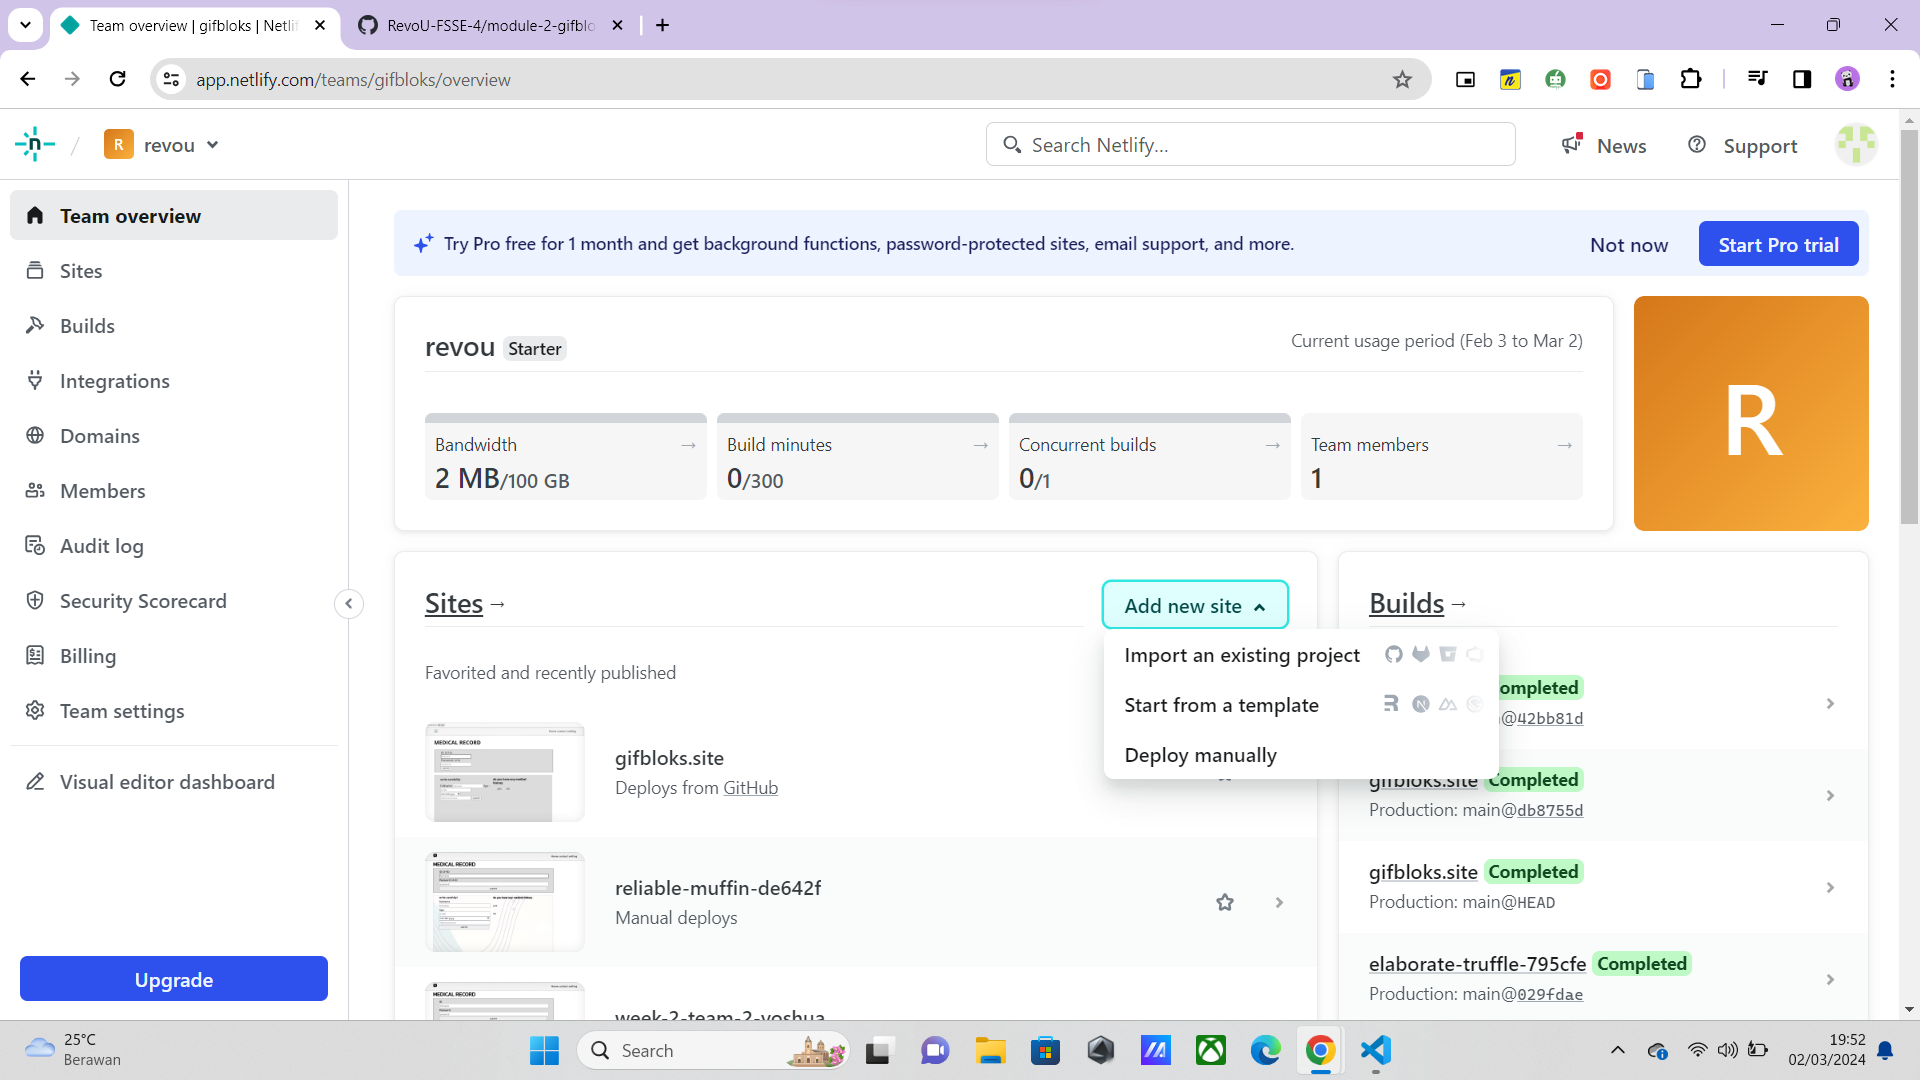 Team overview | gifbloks | Netlif
RevoU-FSSE-4/module-2-gifblo
app.netlify.com/teams/gifbloks/overview
R revou
Search Netlify...
News
Support
Team overview
Sites
Builds
Integrations
Domains
Members
Audit log
Security Scorecard
Billing
Team settings
Visual editor dashboard
Upgrade
Try Pro free for 1 month and get background functions, password-protected sites, email support, and more.
Not now
Start Pro trial
revou Starter
Current usage period (Feb 3 to Mar 2)
Bandwidth →
2 MB/100 GB
Build minutes →
0/300
Concurrent builds →
0/1
Team members →
1
R
Sites →
Add new site
Import an existing project
Start from a template
Deploy manually
Favorited and recently published
MEDICAL RECORD
gifbloks.site
Deploys from GitHub
MEDICAL RECORD
reliable-muffin-de642f
Manual deploys
MEDICAL RECORD
week-2-team-2-yoshua
Builds →
ompleted
@42bb81d
gifbloks.site Completed
Production: main@db8755d
gifbloks.site Completed
Production: main@HEAD
elaborate-truffle-795cfe Completed
Production: main@029fdae
25°C
Berawan
Search
19:52
02/03/2024